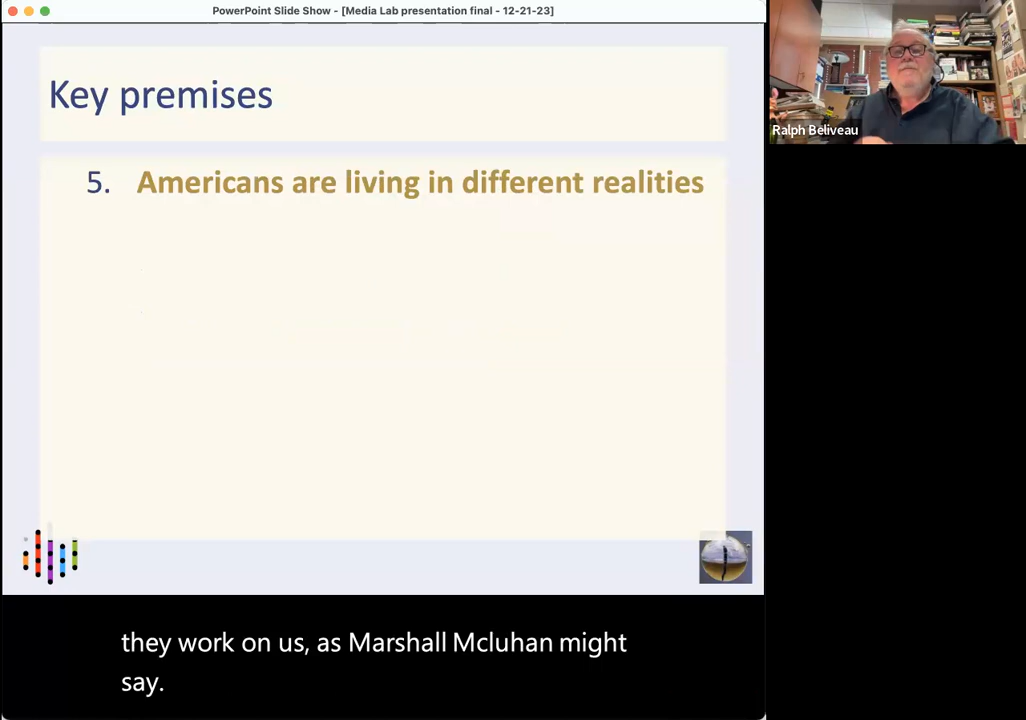 PowerPoint Slide Show - [Media Lab presentation final - 12-21-23]
Key premises
5. Americans are living in different realities
Ralph Beliveau
they work on us, as Marshall Mcluhan might
say.